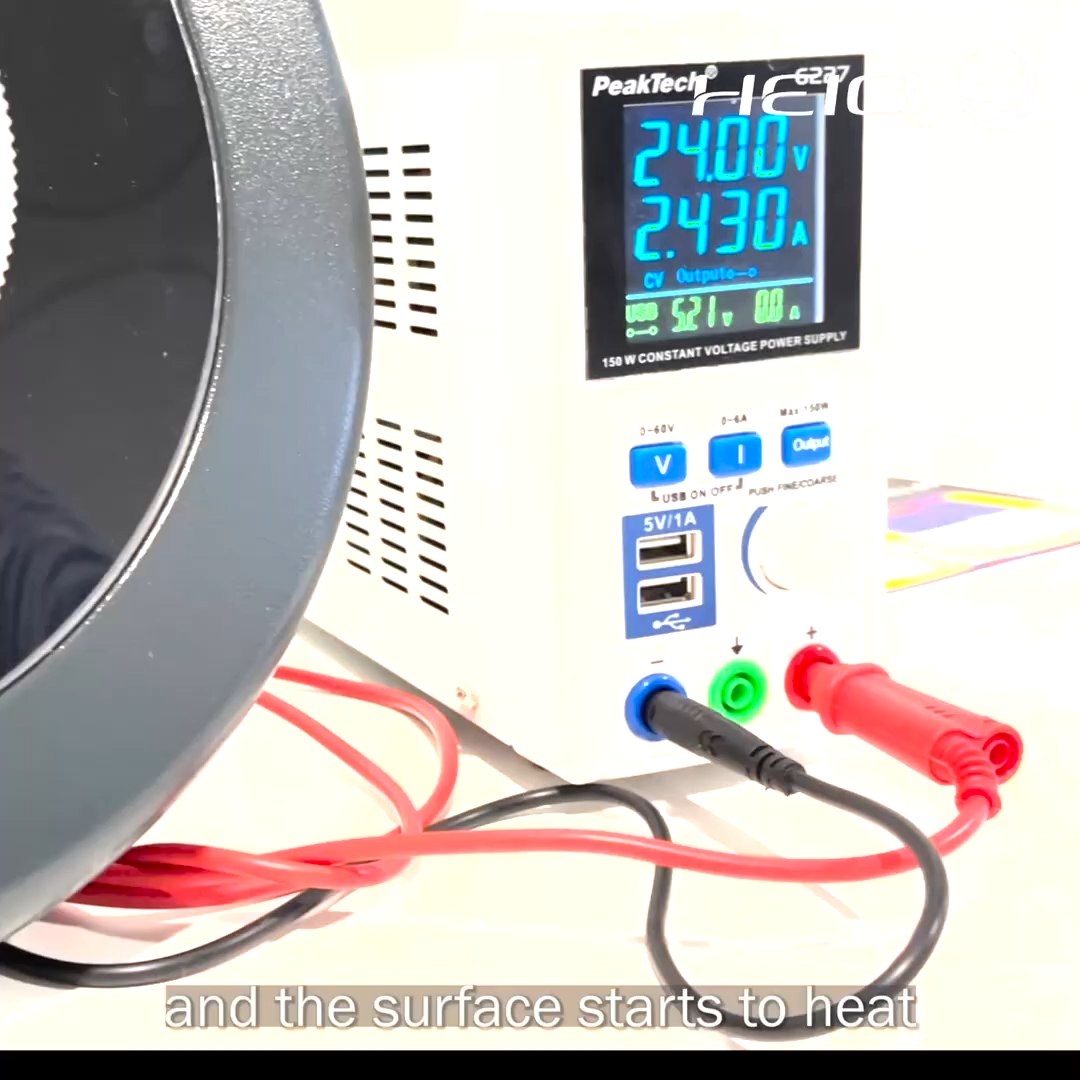 PeakTech® 6227
HEIQ
24.00 V
2.430 A
CV Output
USB 5.21 V 0.0 A
150 W CONSTANT VOLTAGE POWER SUPPLY
0-60V 0-6A Max 150W
V I Output
USB ON OFF PUSH FINE/COARSE
5V/1A
- +
and the surface starts to heat